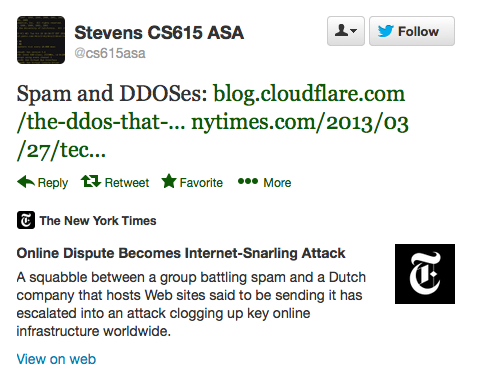 Stevens CS615 ASA
@cs615asa
Follow
Spam and DDOSes: blog.cloudflare.com
/the-ddos-that-... nytimes.com/2013/03
/27/tec...
Reply Retweet Favorite More
The New York Times
Online Dispute Becomes Internet-Snarling Attack
A squabble between a group battling spam and a Dutch
company that hosts Web sites said to be sending it has
escalated into an attack clogging up key online
infrastructure worldwide.
View on web